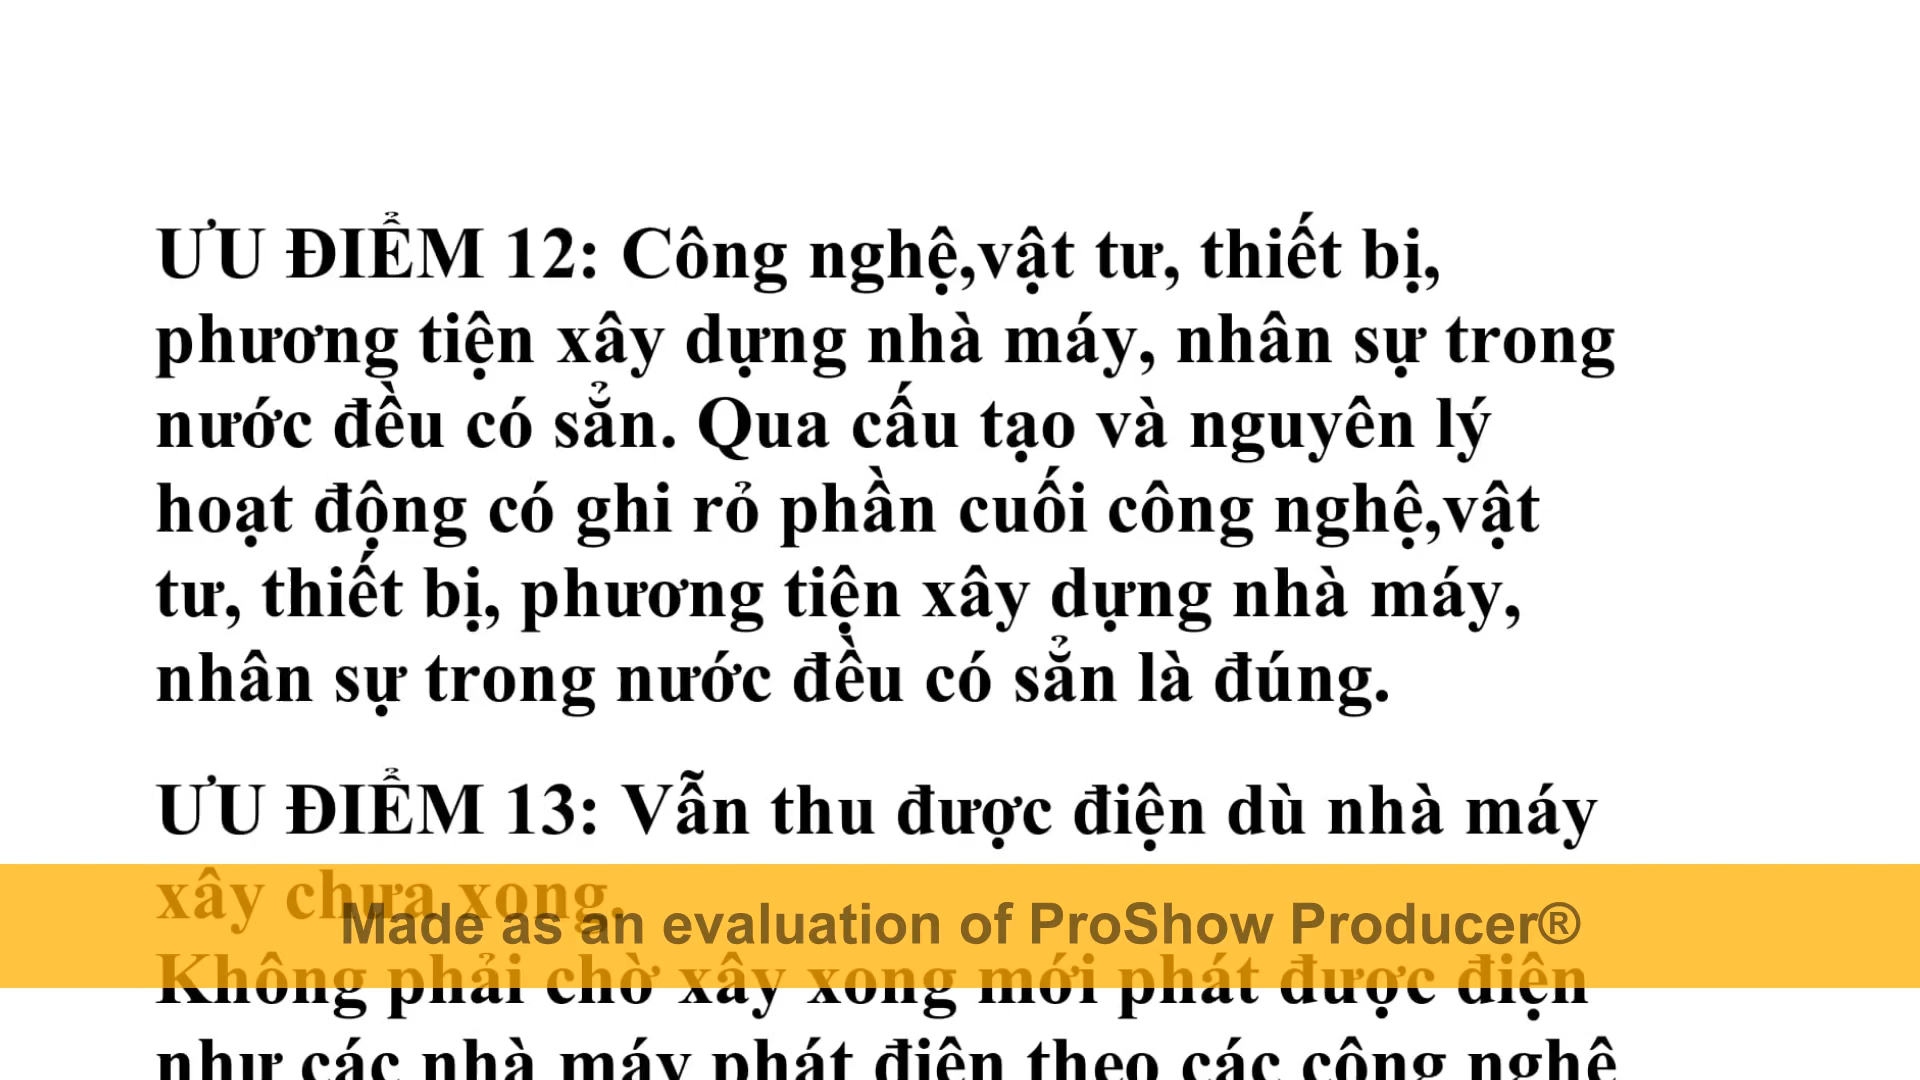 ƯU ĐIỂM 12: Công nghệ,vật tư, thiết bị,
phương tiện xây dựng nhà máy, nhân sự trong
nước đều có sẳn. Qua cấu tạo và nguyên lý
hoạt động có ghi rỏ phần cuối công nghệ,vật
tư, thiết bị, phương tiện xây dựng nhà máy,
nhân sự trong nước đều có sẳn là đúng.
ƯU ĐIỂM 13: Vẫn thu được điện dù nhà máy
xây chưa xong.
Made as an evaluation of ProShow Producer®
Không phải chờ xây xong mới phát được điện
như các nhà máy phát điện theo các công nghệ